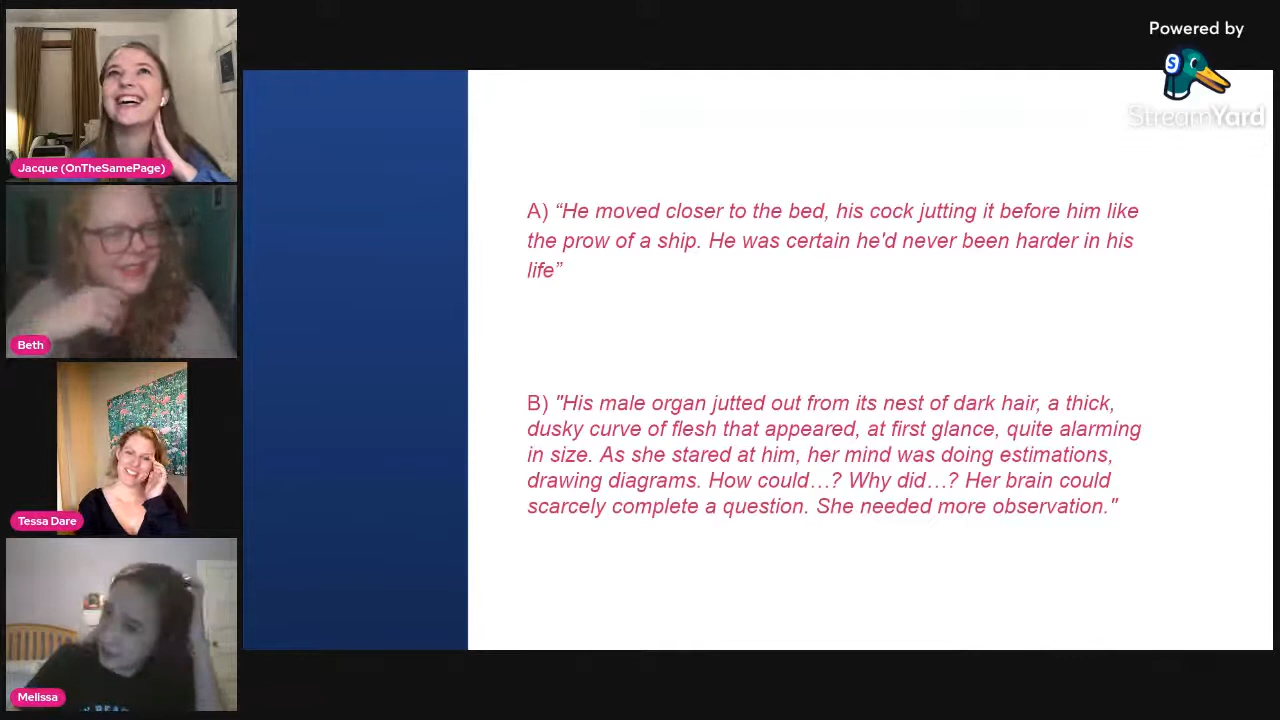 Powered by
StreamYard
Jacque (OnTheSamePage)
Beth
Tessa Dare
Melissa
A) “He moved closer to the bed, his cock jutting it before him like
the prow of a ship. He was certain he'd never been harder in his
life”
B) "His male organ jutted out from its nest of dark hair, a thick,
dusky curve of flesh that appeared, at first glance, quite alarming
in size. As she stared at him, her mind was doing estimations,
drawing diagrams. How could…? Why did…? Her brain could
scarcely complete a question. She needed more observation."